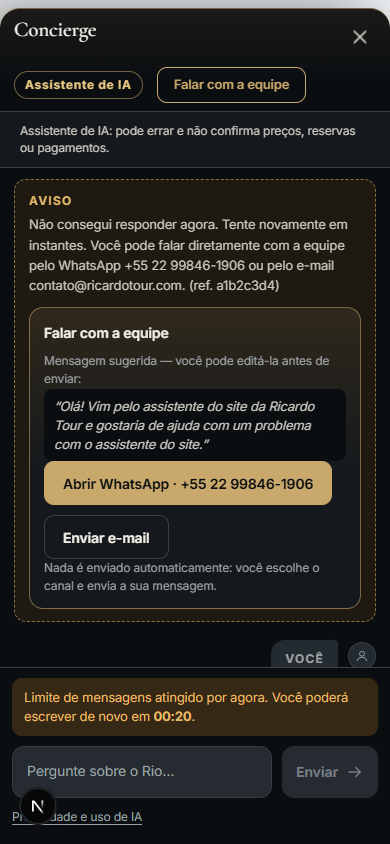 Concierge
Assistente de IA
Falar com a equipe
Assistente de IA: pode errar e não confirma preços, reservas
ou pagamentos.
AVISO
Não consegui responder agora. Tente novamente em
instantes. Você pode falar diretamente com a equipe
pelo WhatsApp +55 22 99846-1906 ou pelo e-mail
contato@ricardotour.com. (ref. a1b2c3d4)
Falar com a equipe
Mensagem sugerida — você pode editá-la antes de
enviar:
“Olá! Vim pelo assistente do site da Ricardo
Tour e gostaria de ajuda com um problema
com o assistente do site.”
Abrir WhatsApp · +55 22 99846-1906
Enviar e-mail
Nada é enviado automaticamente: você escolhe o
canal e envia a sua mensagem.
VOCÊ
Limite de mensagens atingido por agora. Você poderá
escrever de novo em 00:20.
Pergunte sobre o Rio...
Enviar →
N
e uso de IA